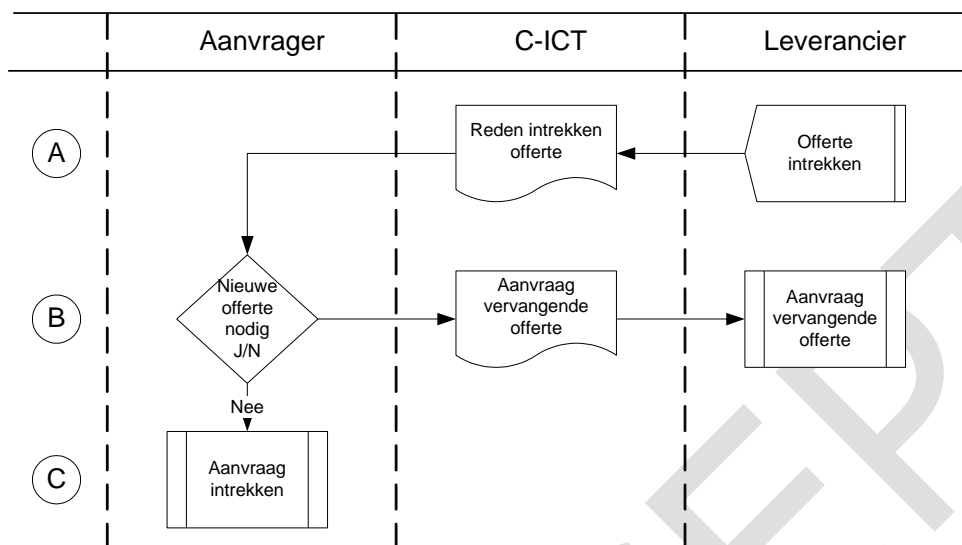 Aanvrager
C-ICT
Leverancier
A
Reden intrekken
offerte
Offerte
intrekken
B
Nieuwe
offerte
nodig
J/N
Aanvraag
vervangende
offerte
Aanvraag
vervangende
offerte
Nee
C
Aanvraag
intrekken